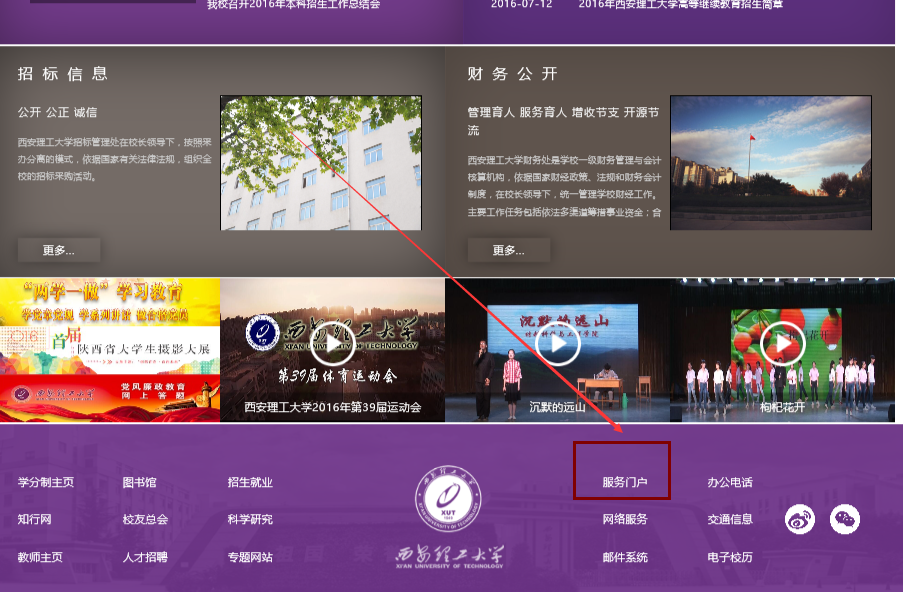 我校召开2016年本科招生工作总结会
2016-07-12 2016年西安理工大学高等继续教育招生简章
招标信息
公开 公正 诚信
西安理工大学招标管理处在校长领导下，按照采
办分离的模式，依据国家有关法律法规，组织全
校的招标采购活动。
更多...
财务公开
管理育人 服务育人 增收节支 开源节
流
西安理工大学财务处是学校一级财务管理与会计
核算机构，依据国家财经政策、法规和财务会计
制度，在校长领导下，统一管理学校财经工作。
主要工作任务包括依法多渠道筹措事业资金；合
更多...
“两学一做”学习教育
学党章党规 学系列讲话 做合格党员
首届
陕西省大学生摄影大展
西安理工大学
党风廉政教育
网上答题
西安理工大学
XI'AN UNIVERSITY OF TECHNOLOGY
第39届体育运动会
西安理工大学2016年第39届运动会
沉默的远山
沉默的远山
枸杞花开
学分制主页
图书馆
招生就业
服务门户
办公电话
知行网
校友总会
科学研究
网络服务
交通信息
教师主页
人才招聘
专题网站
邮件系统
电子校历
XUT
西安理工大学
XI'AN UNIVERSITY OF TECHNOLOGY